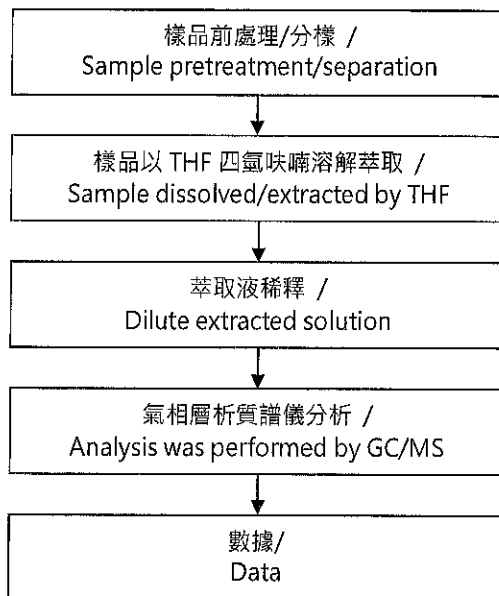 樣品前處理/分樣 /
Sample pretreatment/separation
樣品以 THF 四氫呋喃溶解萃取 /
Sample dissolved/extracted by THF
萃取液稀釋 /
Dilute extracted solution
氣相層析質譜儀分析 /
Analysis was performed by GC/MS
數據/
Data